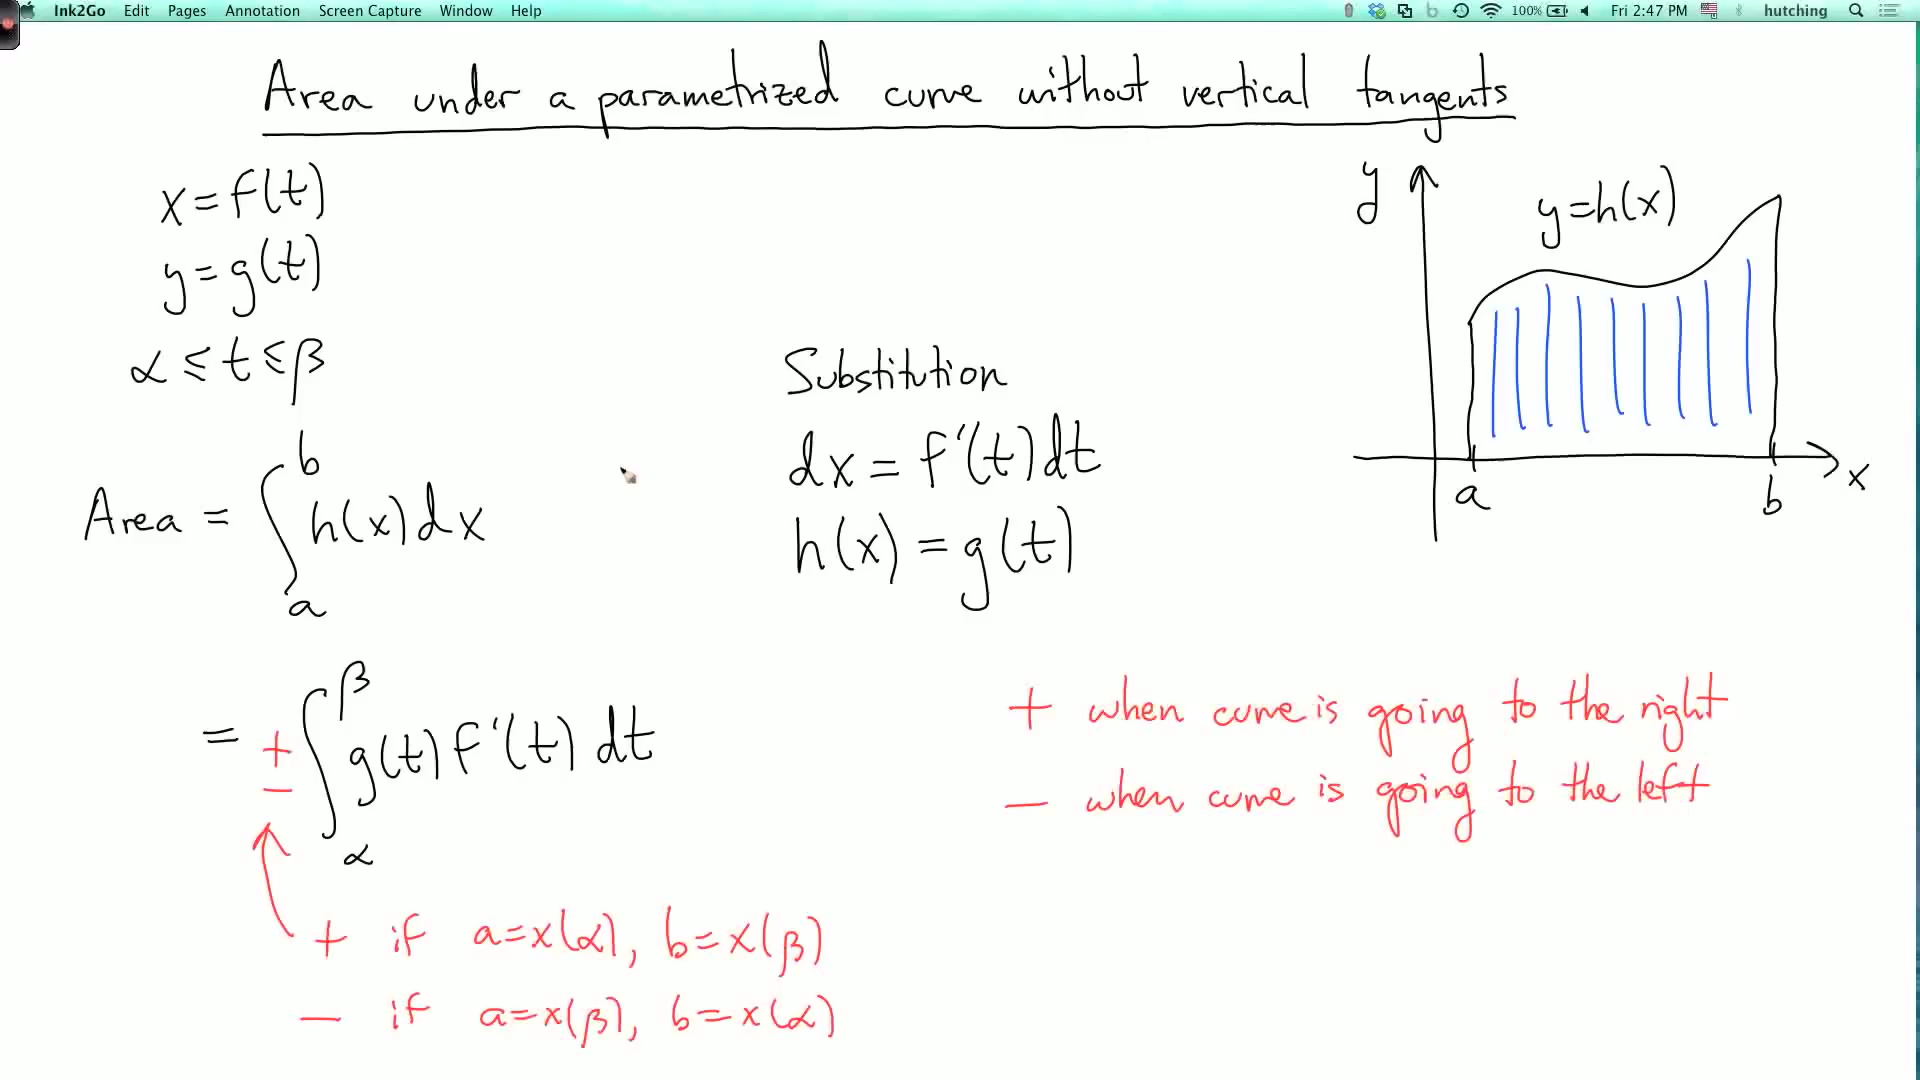 Ink2Go Edit Pages Annotation Screen Capture Window Help 100% Fri 2:47 PM hutching
Area under a parametrized curve without vertical tangents
x = f(t)
y = g(t)
α ≤ t ≤ β
y
y=h(x)
a
b
x
Area = ∫_a^b h(x) dx
Substitution
dx = f'(t) dt
h(x) = g(t)
= ± ∫_α^β g(t) f'(t) dt
+ when curve is going to the right
− when curve is going to the left
+ if a=x(α), b=x(β)
− if a=x(β), b=x(α)